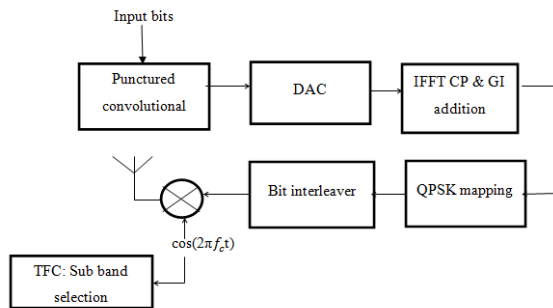 Input bits
Punctured
convolutional
DAC
IFFT CP & GI
addition
Bit interleaver
QPSK mapping
cos(2πf_ct)
TFC: Sub band
selection